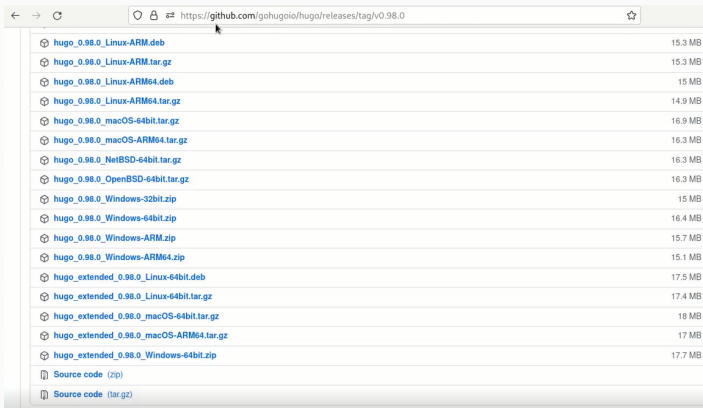 https://github.com/gohugoio/hugo/releases/tag/v0.98.0
hugo_0.98.0_Linux-ARM.deb 15.3 MB
hugo_0.98.0_Linux-ARM.tar.gz 15.3 MB
hugo_0.98.0_Linux-ARM64.deb 15 MB
hugo_0.98.0_Linux-ARM64.tar.gz 14.9 MB
hugo_0.98.0_macOS-64bit.tar.gz 16.9 MB
hugo_0.98.0_macOS-ARM64.tar.gz 16.3 MB
hugo_0.98.0_NetBSD-64bit.tar.gz 16.3 MB
hugo_0.98.0_OpenBSD-64bit.tar.gz 16.3 MB
hugo_0.98.0_Windows-32bit.zip 15 MB
hugo_0.98.0_Windows-64bit.zip 16.4 MB
hugo_0.98.0_Windows-ARM.zip 15.7 MB
hugo_0.98.0_Windows-ARM64.zip 15.1 MB
hugo_extended_0.98.0_Linux-64bit.deb 17.5 MB
hugo_extended_0.98.0_Linux-64bit.tar.gz 17.4 MB
hugo_extended_0.98.0_macOS-64bit.tar.gz 18 MB
hugo_extended_0.98.0_macOS-ARM64.tar.gz 17 MB
hugo_extended_0.98.0_Windows-64bit.zip 17.7 MB
Source code (zip)
Source code (tar.gz)